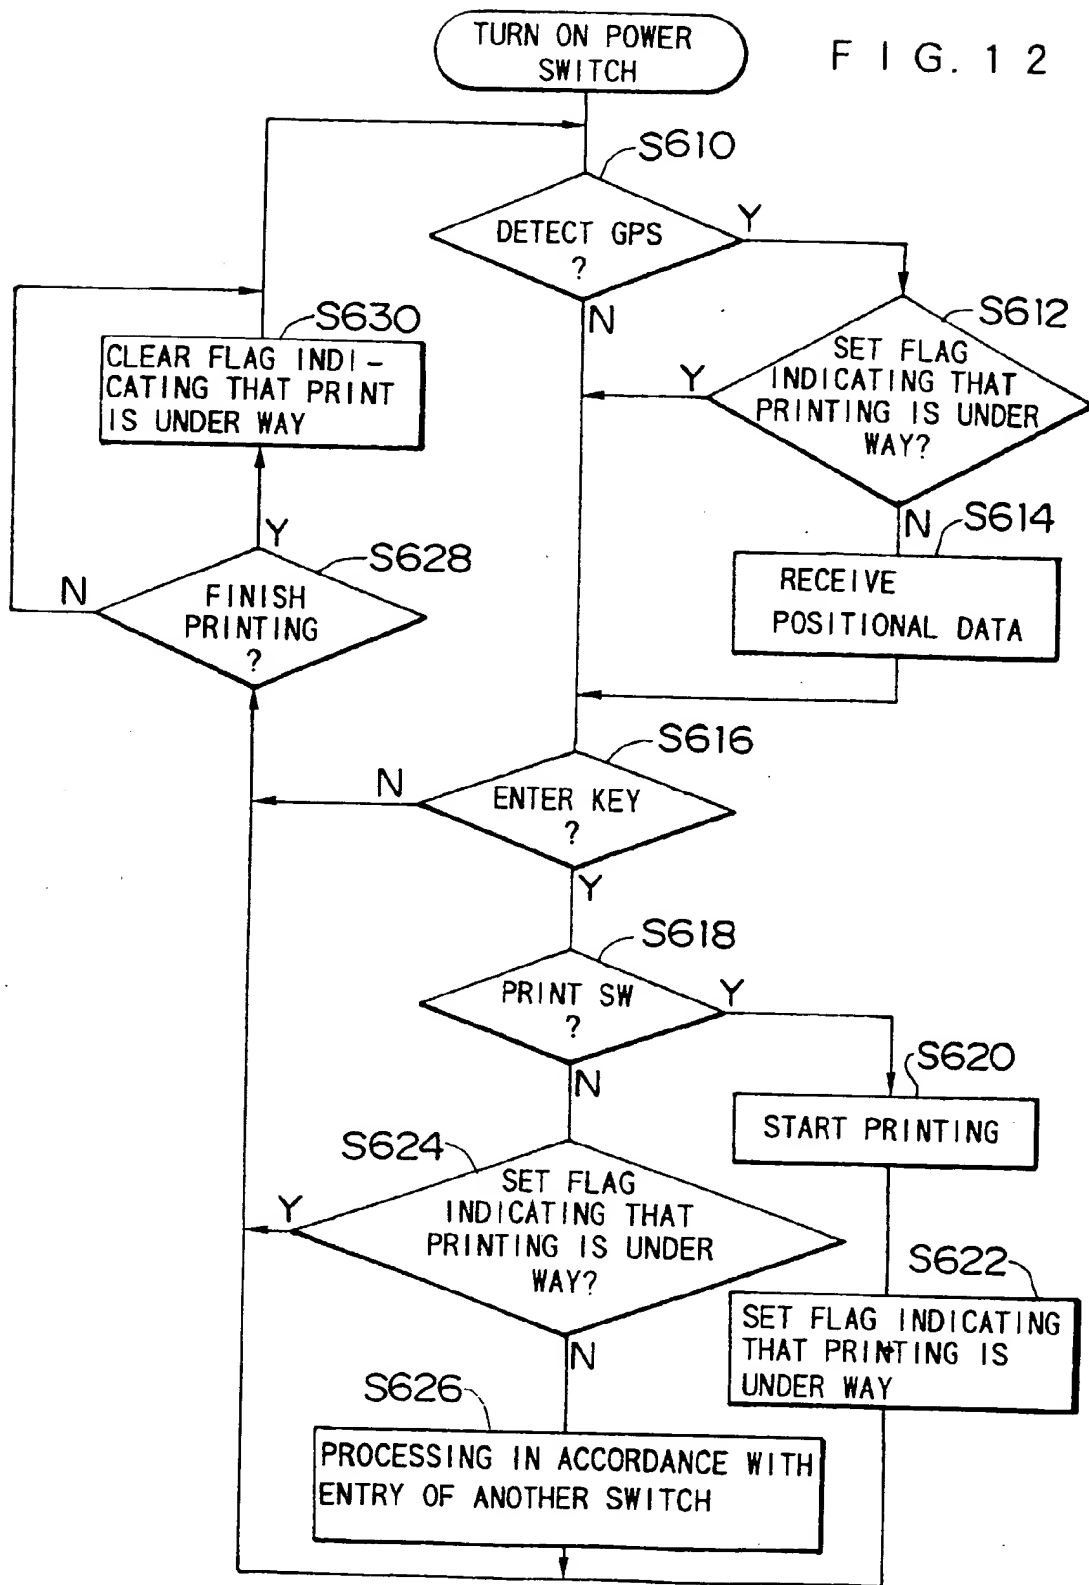 TURN ON POWER
SWITCH
F I G. 1 2
S610
DETECT GPS
?
Y
N
S612
SET FLAG
INDICATING THAT
PRINTING IS UNDER
WAY?
Y
N
S614
RECEIVE
POSITIONAL DATA
S630
CLEAR FLAG INDI-
CATING THAT PRINT
IS UNDER WAY
Y
S628
N
FINISH
PRINTING
?
S616
N
ENTER KEY
?
Y
S618
PRINT SW
?
Y
N
S620
START PRINTING
S624
SET FLAG
INDICATING THAT
PRINTING IS UNDER
WAY?
Y
N
S622
SET FLAG INDICATING
THAT PRINTING IS
UNDER WAY
S626
PROCESSING IN ACCORDANCE WITH
ENTRY OF ANOTHER SWITCH